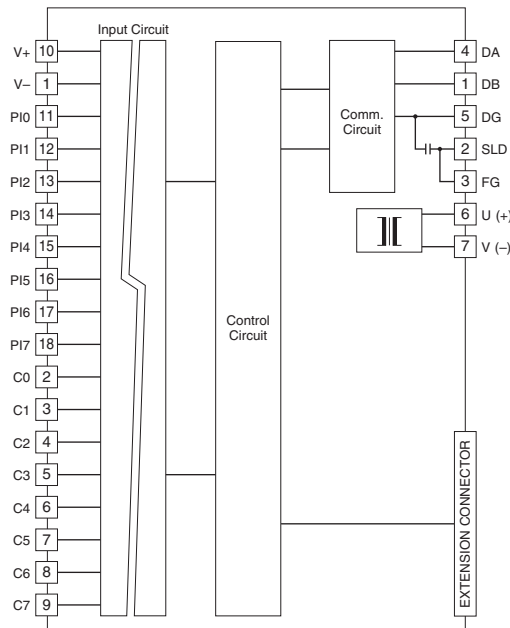 Input Circuit
V+ 10
V– 1
PI0 11
PI1 12
PI2 13
PI3 14
PI4 15
PI5 16
PI6 17
PI7 18
C0 2
C1 3
C2 4
C3 5
C4 6
C5 7
C6 8
C7 9
Control
Circuit
Comm.
Circuit
4 DA
1 DB
5 DG
2 SLD
3 FG
6 U (+)
7 V (–)
EXTENSION CONNECTOR